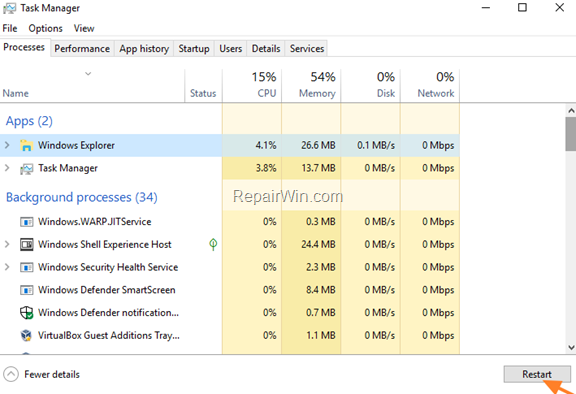 Task Manager
File Options View
Processes Performance App history Startup Users Details Services
15% 54% 0% 0%
Name Status CPU Memory Disk Network
Apps (2)
Windows Explorer 4.1% 26.6 MB 0.1 MB/s 0 Mbps
Task Manager 3.8% 13.7 MB 0 MB/s 0 Mbps
Background processes (34)
RepairWin.com
Windows.WARP.JITService 0% 0.3 MB 0 MB/s 0 Mbps
Windows Shell Experience Host 0% 24.4 MB 0 MB/s 0 Mbps
Windows Security Health Service 0% 2.3 MB 0 MB/s 0 Mbps
Windows Defender SmartScreen 0% 8.4 MB 0 MB/s 0 Mbps
Windows Defender notification... 0% 0.7 MB 0 MB/s 0 Mbps
VirtualBox Guest Additions Tray... 0% 1.1 MB 0 MB/s 0 Mbps
Fewer details Restart